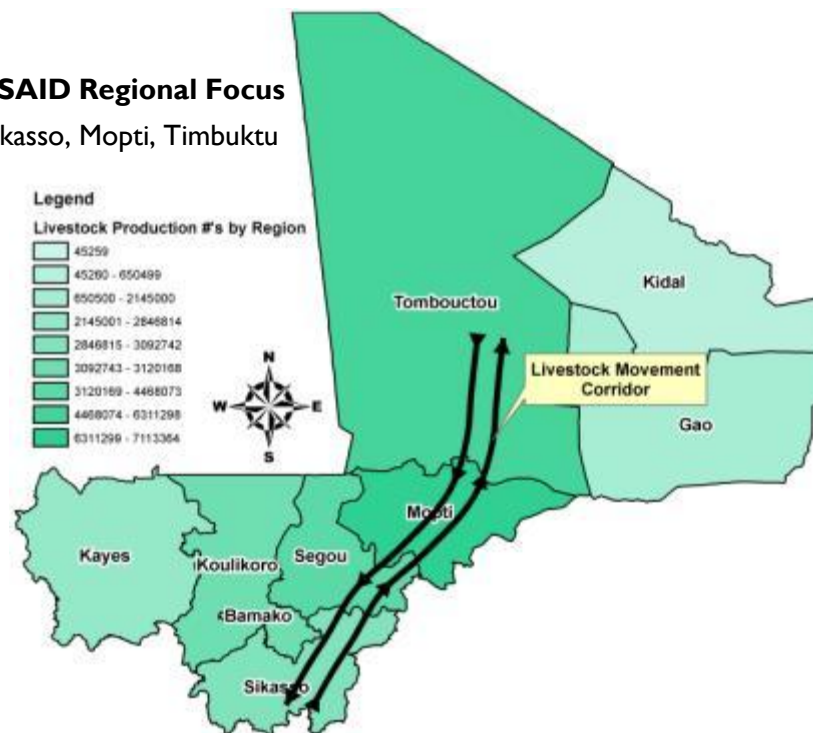 SAID Regional Focus
kasso, Mopti, Timbuktu
Legend
Livestock Production #'s by Region
45259
45260 - 650499
650500 - 2145000
2145001 - 2846814
2846815 - 3092742
3092743 - 3120168
3120169 - 4468073
4468074 - 6311298
6311299 - 7113364
N
W E
S
Tombouctou
Kidal
Livestock Movement
Corridor
Gao
Mopti
Kayes
Koulikoro
Segou
Bamako
Sikasso